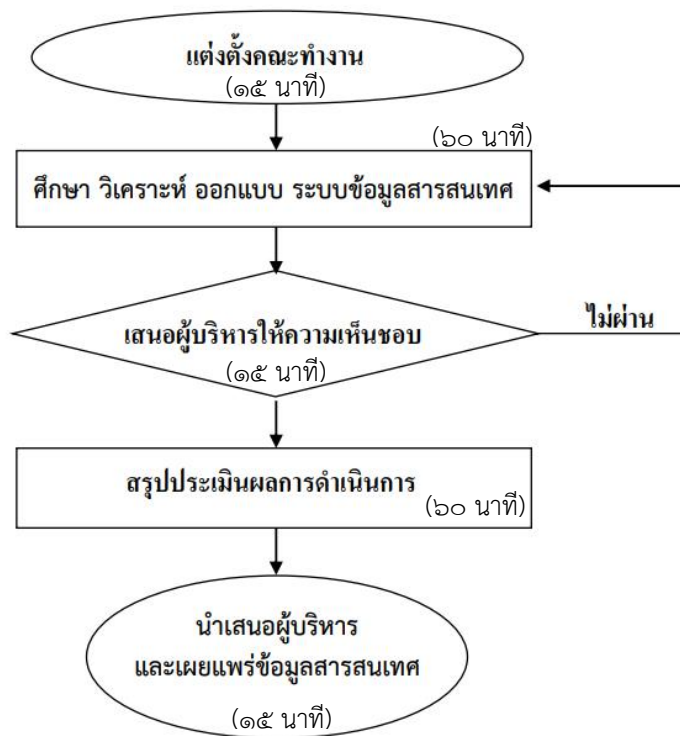 แต่งตั้งคณะทำงาน
(๑๕ นาที)
(๖๐ นาที)
ศึกษา วิเคราะห์ ออกแบบ ระบบข้อมูลสารสนเทศ
เสนอผู้บริหารให้ความเห็นชอบ
(๑๕ นาที)
ไม่ผ่าน
สรุปประเมินผลการดำเนินการ
(๖๐ นาที)
นำเสนอผู้บริหาร
และเผยแพร่ข้อมูลสารสนเทศ
(๑๕ นาที)